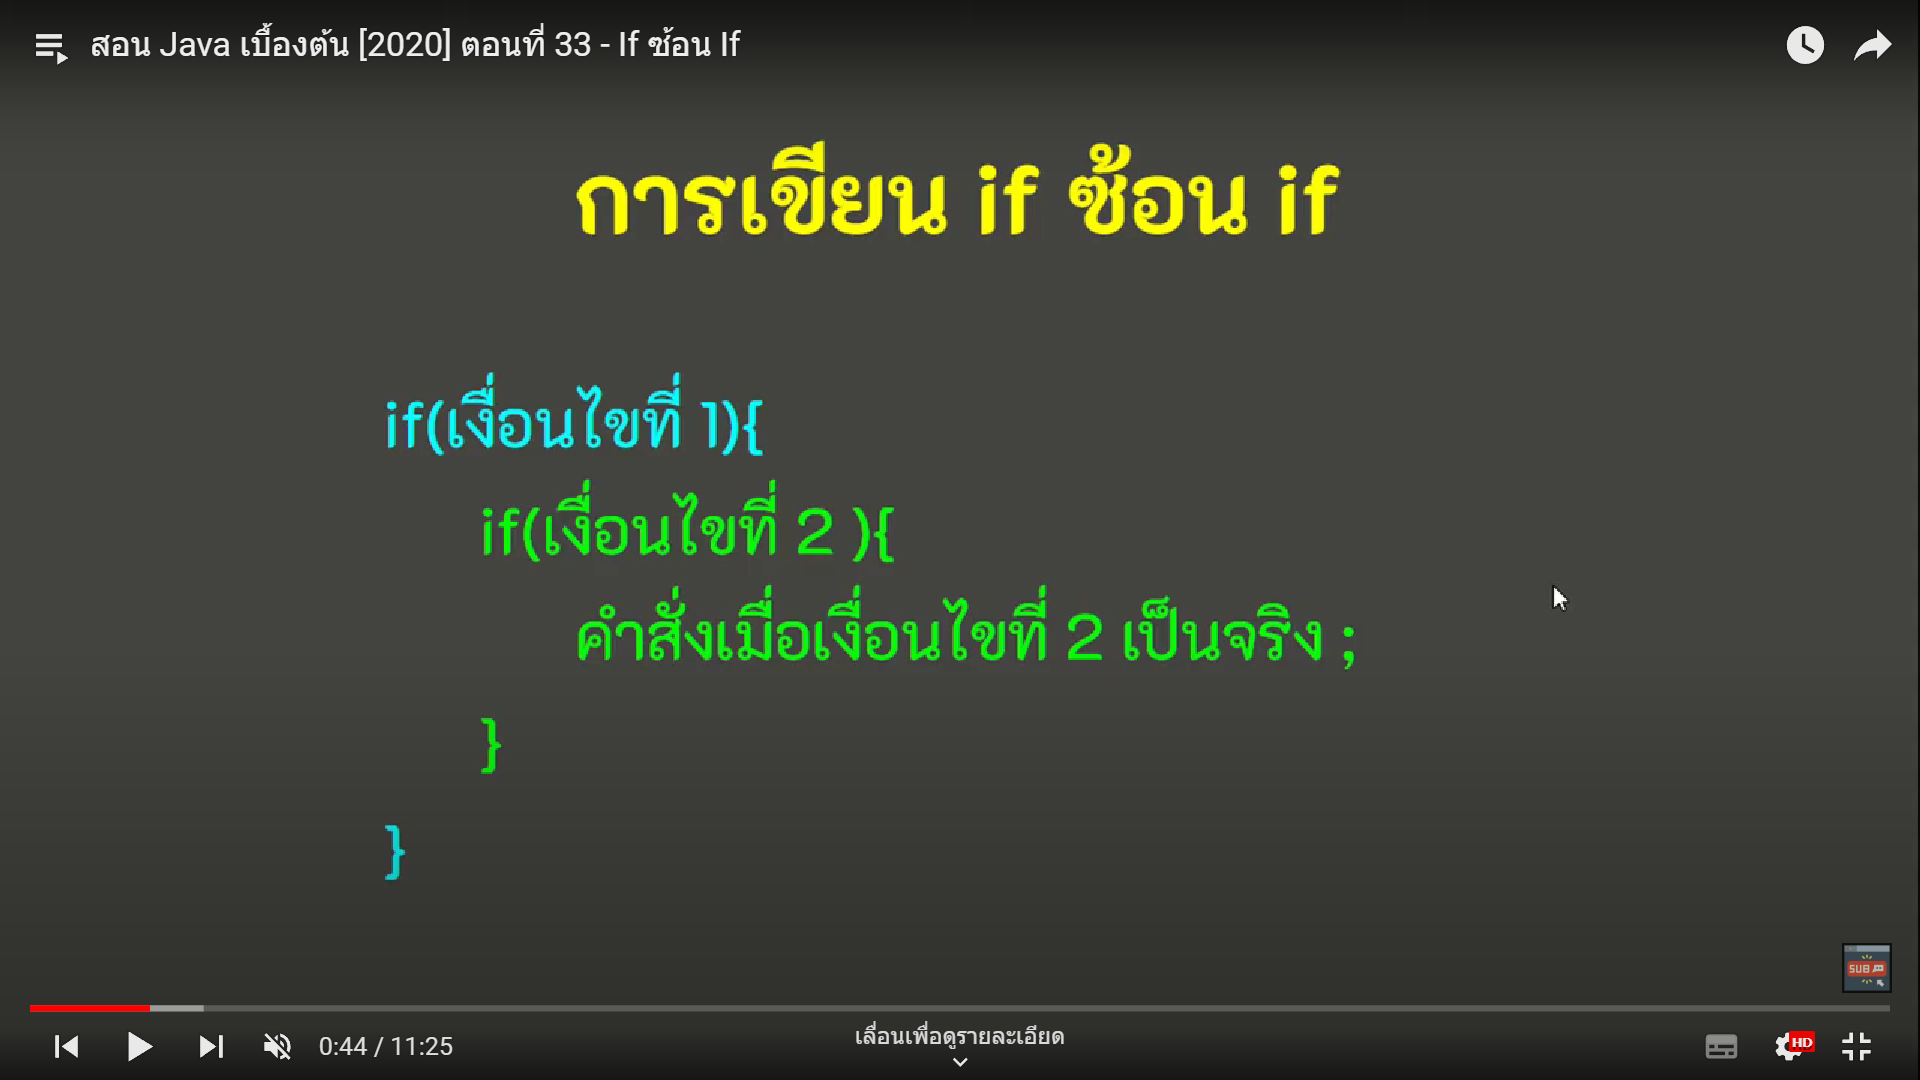 สอน Java เบื้องต้น [2020] ตอนที่ 33 - If ซ้อน If
การเขียน if ซ้อน if
if(เงื่อนไขที่ 1){
if(เงื่อนไขที่ 2 ){
คำสั่งเมื่อเงื่อนไขที่ 2 เป็นจริง ;
}
}
SUB
0:44 / 11:25
เลื่อนเพื่อดูรายละเอียด
HD